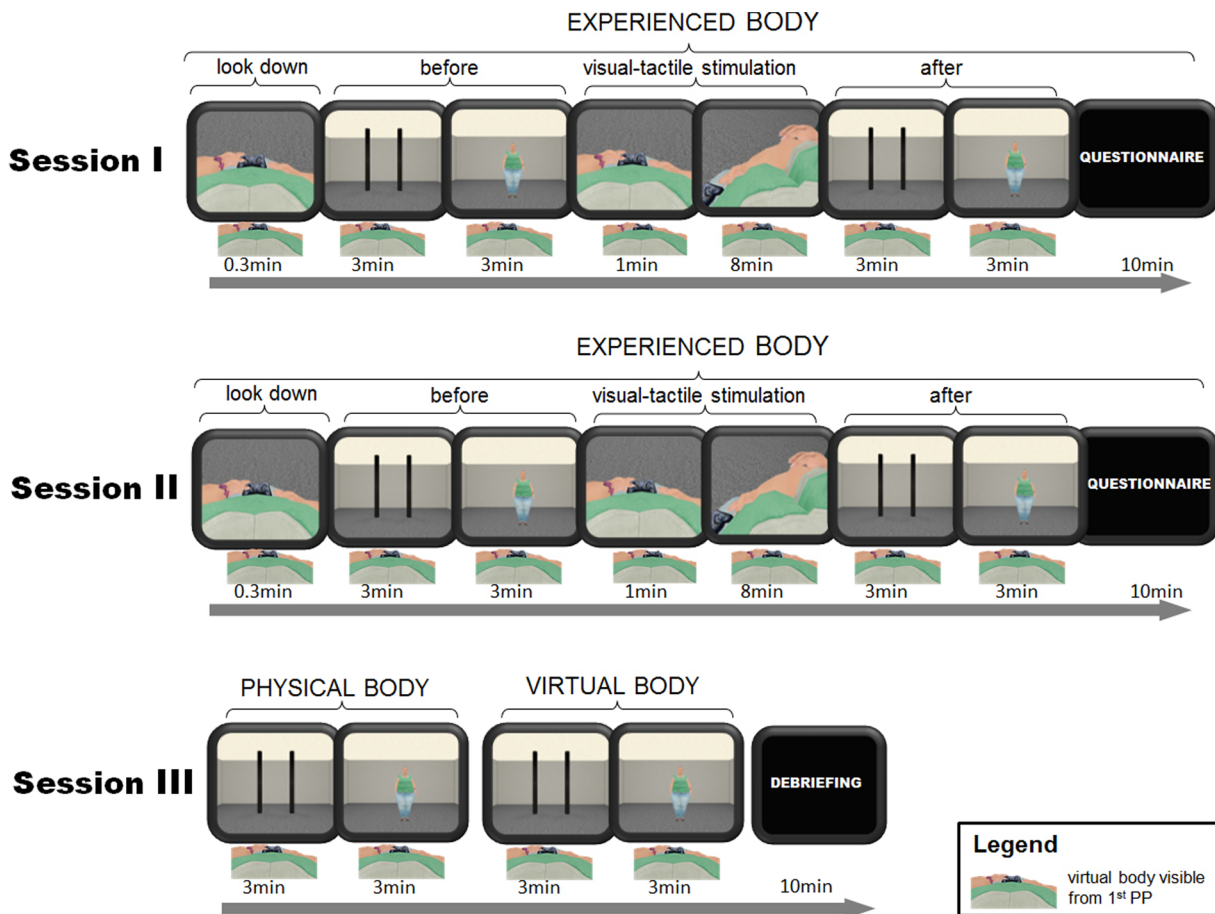 EXPERIENCED BODY
look down before visual-tactile stimulation after
Session I
QUESTIONNAIRE
0.3min 3min 3min 1min 8min 3min 3min 10min
EXPERIENCED BODY
look down before visual-tactile stimulation after
Session II
QUESTIONNAIRE
0.3min 3min 3min 1min 8min 3min 3min 10min
PHYSICAL BODY VIRTUAL BODY
Session III
DEBRIEFING
3min 3min 3min 3min 10min
Legend
virtual body visible
from 1st PP